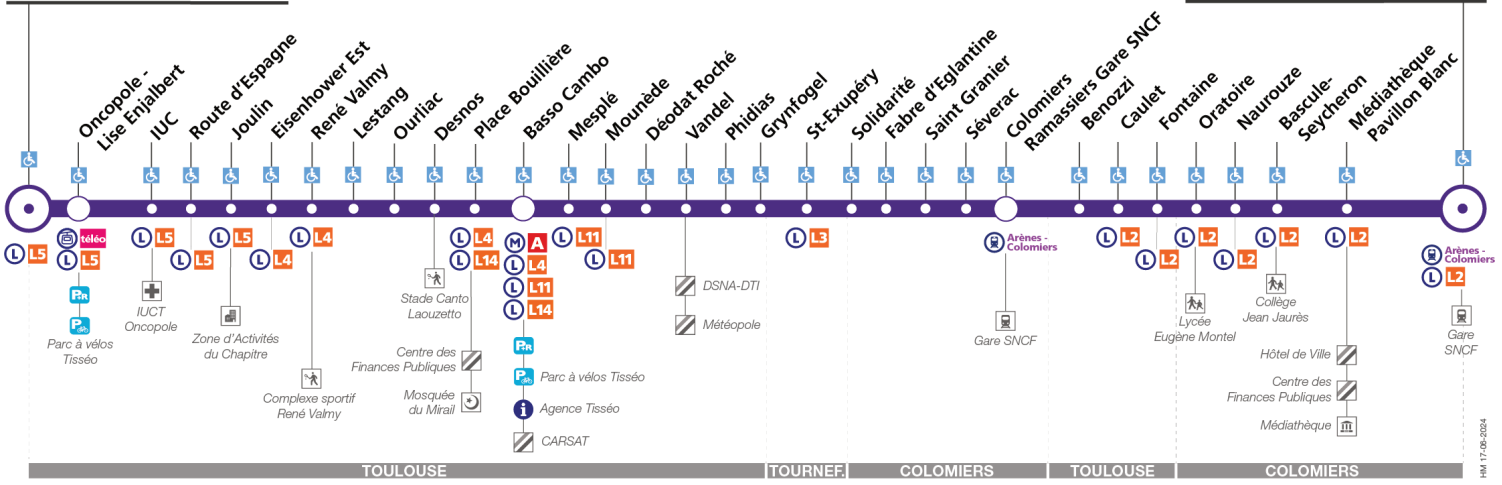 Oncopole -
Lise Enjalbert
IUC
Route d'Espagne
Joulin
Eisenhower Est
René Valmy
Lestang
Ourliac
Desnos
Place Bouillière
Basso Cambo
Mesplé
Mounède
Déodat Roché
Vandel
Phidias
Grynfogel
St-Exupéry
Solidarité
Fabre d'Eglantine
Saint Granier
Séverac
Colomiers
Ramassiers Gare SNCF
Benozzi
Caulet
Fontaine
Oratoire
Naurouze
Bascule-
Seycheron
Médiathèque
Pavillon Blanc
L L5
téléo
L L5
P+R
P
Parc à vélos
Tisséo
L L5
IUCT
Oncopole
L L5
L L5
Zone d'Activités
du Chapitre
L L4
L L4
Complexe sportif
René Valmy
Stade Canto
Laouzetto
L L4
L L14
Centre des
Finances Publiques
Mosquée
du Mirail
M A
L L4
L L11
L L14
P+R
P Parc à vélos Tisséo
i Agence Tisséo
CARSAT
L L11
L L11
DSNA-DTI
Météopole
L L3
Arènes -
Colomiers
Gare SNCF
L L2
L L2
L L2
Lycée
Eugène Montel
L L2
L L2
Collège
Jean Jaurès
L L2
Hôtel de Ville
Centre des
Finances Publiques
Médiathèque
Arènes -
Colomiers
L L2
Gare
SNCF
TOULOUSE
TOURNEF.
COLOMIERS
TOULOUSE
COLOMIERS
HM 17-06-2024